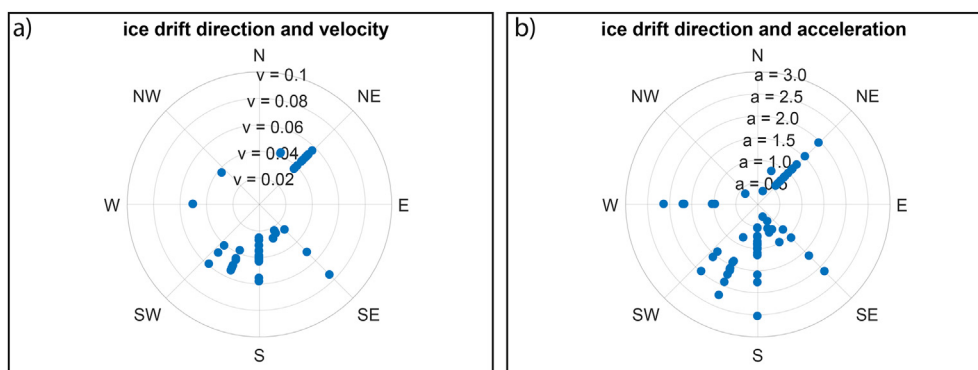 a)
ice drift direction and velocity
N
v = 0.1
NW
v = 0.08
NE
v = 0.06
v = 0.04
v = 0.02
W
E
SW
SE
S
b)
ice drift direction and acceleration
N
a = 3.0
NW
a = 2.5
NE
a = 2.0
a = 1.5
a = 1.0
a = 0.5
W
E
SW
SE
S